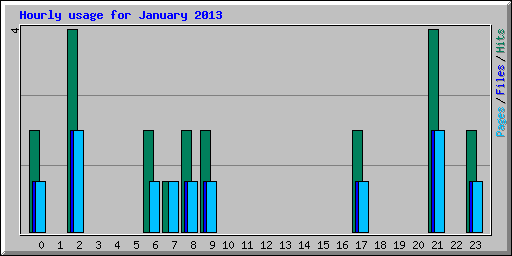 Hourly usage for January 2013
4
Pages/Files/Hits
0 1 2 3 4 5 6 7 8 9 10 11 12 13 14 15 16 17 18 19 20 21 22 23